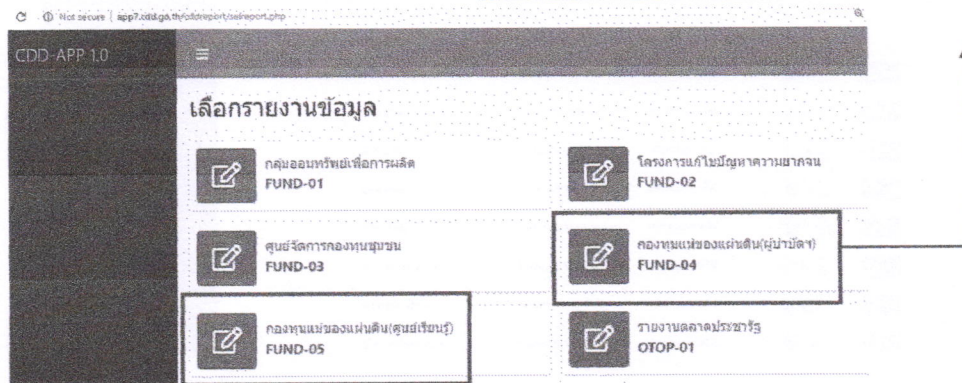 Not secure | app7.cdd.go.th/cddreport/selreport.php
CDD-APP 1.0
เลือกรายงานข้อมูล
กลุ่มออมทรัพย์เพื่อการผลิต
FUND-01
โครงการแก้ไขปัญหาความยากจน
FUND-02
ศูนย์จัดการกองทุนชุมชน
FUND-03
กองทุนแม่ของแผ่นดิน(ผู้บำบัดฯ)
FUND-04
กองทุนแม่ของแผ่นดิน(ศูนย์เรียนรู้)
FUND-05
รายงานตลาดประชารัฐ
OTOP-01